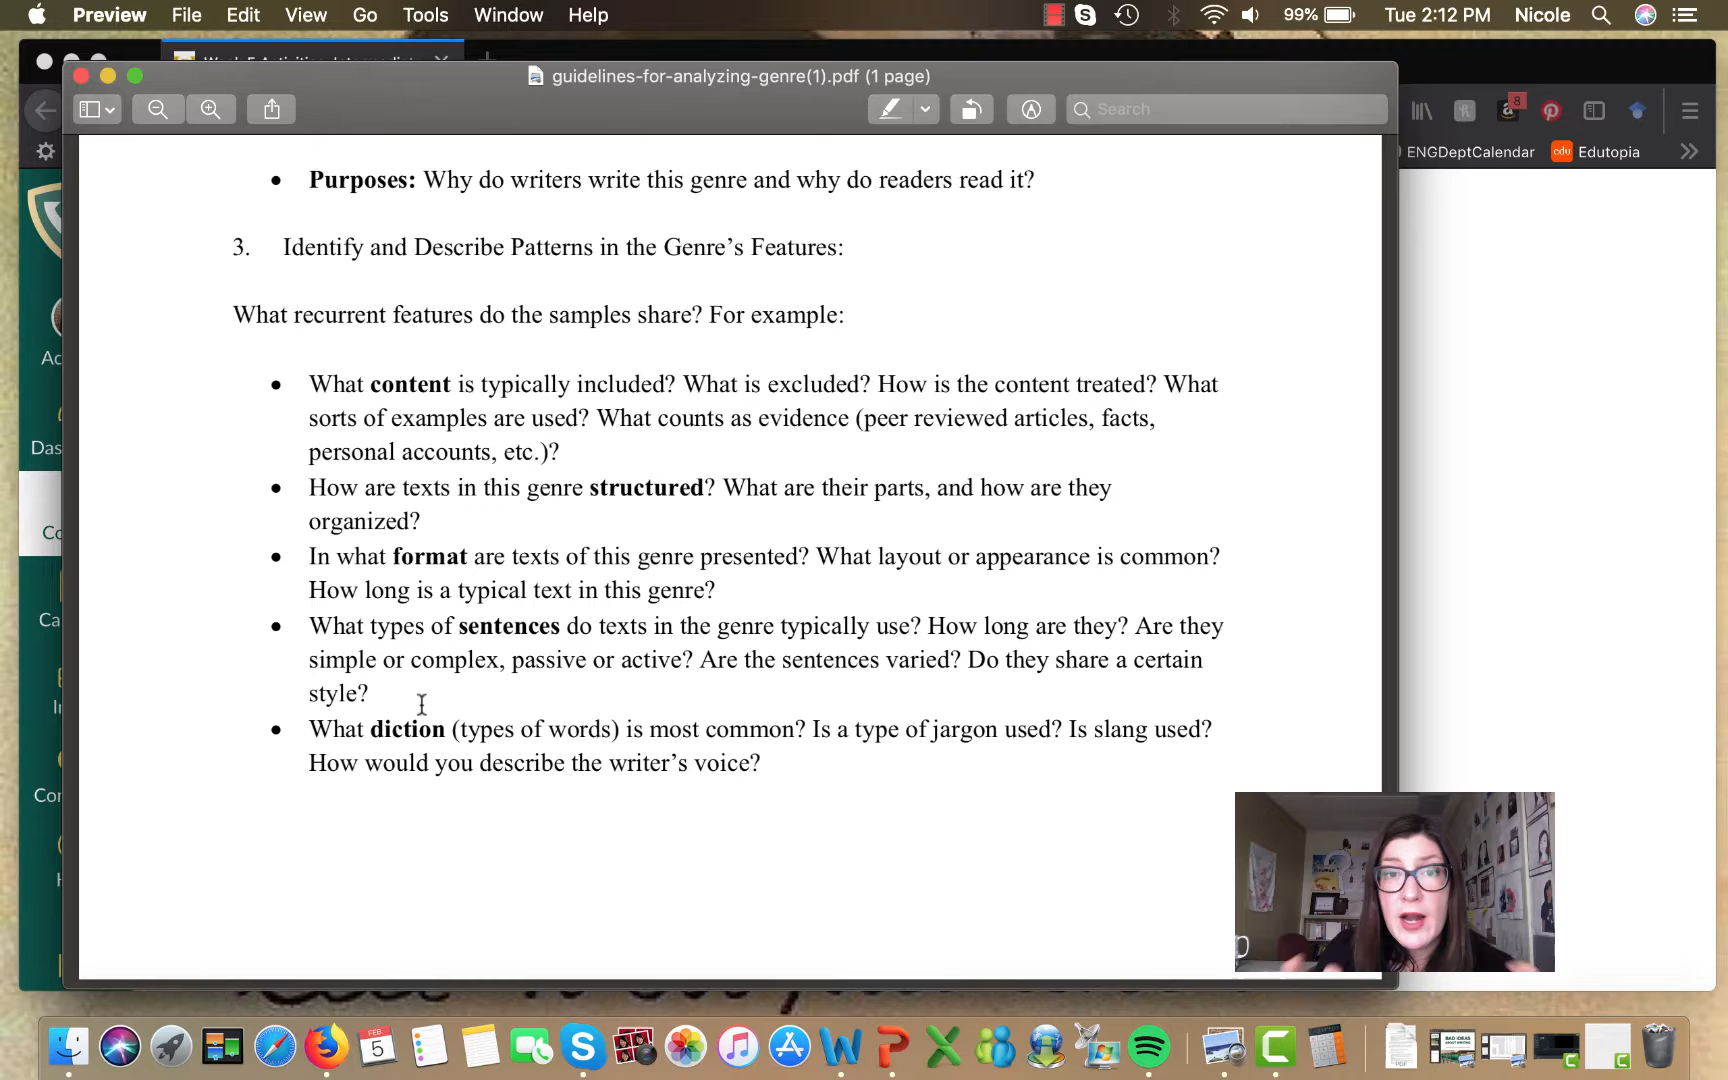 Preview File Edit View Go Tools Window Help 99% Tue 2:12 PM Nicole
guidelines-for-analyzing-genre(1).pdf (1 page)
Search
8
ENGDeptCalendar
edu Edutopia
• Purposes: Why do writers write this genre and why do readers read it?
3. Identify and Describe Patterns in the Genre’s Features:
What recurrent features do the samples share? For example:
• What content is typically included? What is excluded? How is the content treated? What
sorts of examples are used? What counts as evidence (peer reviewed articles, facts,
personal accounts, etc.)?
• How are texts in this genre structured? What are their parts, and how are they
organized?
• In what format are texts of this genre presented? What layout or appearance is common?
How long is a typical text in this genre?
• What types of sentences do texts in the genre typically use? How long are they? Are they
simple or complex, passive or active? Are the sentences varied? Do they share a certain
style?
• What diction (types of words) is most common? Is a type of jargon used? Is slang used?
How would you describe the writer’s voice?
Das
FEB
5
BAD IDEAS